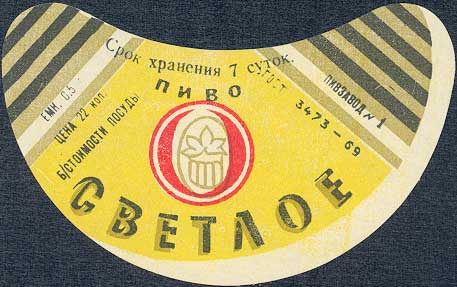 Срок хранения 7 суток.
ПИВО
ЕМК. 0,5
ЦЕНА 22 коп.
Б/СТОИМОСТИ ПОСУДЫ
ГОСТ
3473-69
ПИВЗАВОД № 1
СВЕТЛОЕ